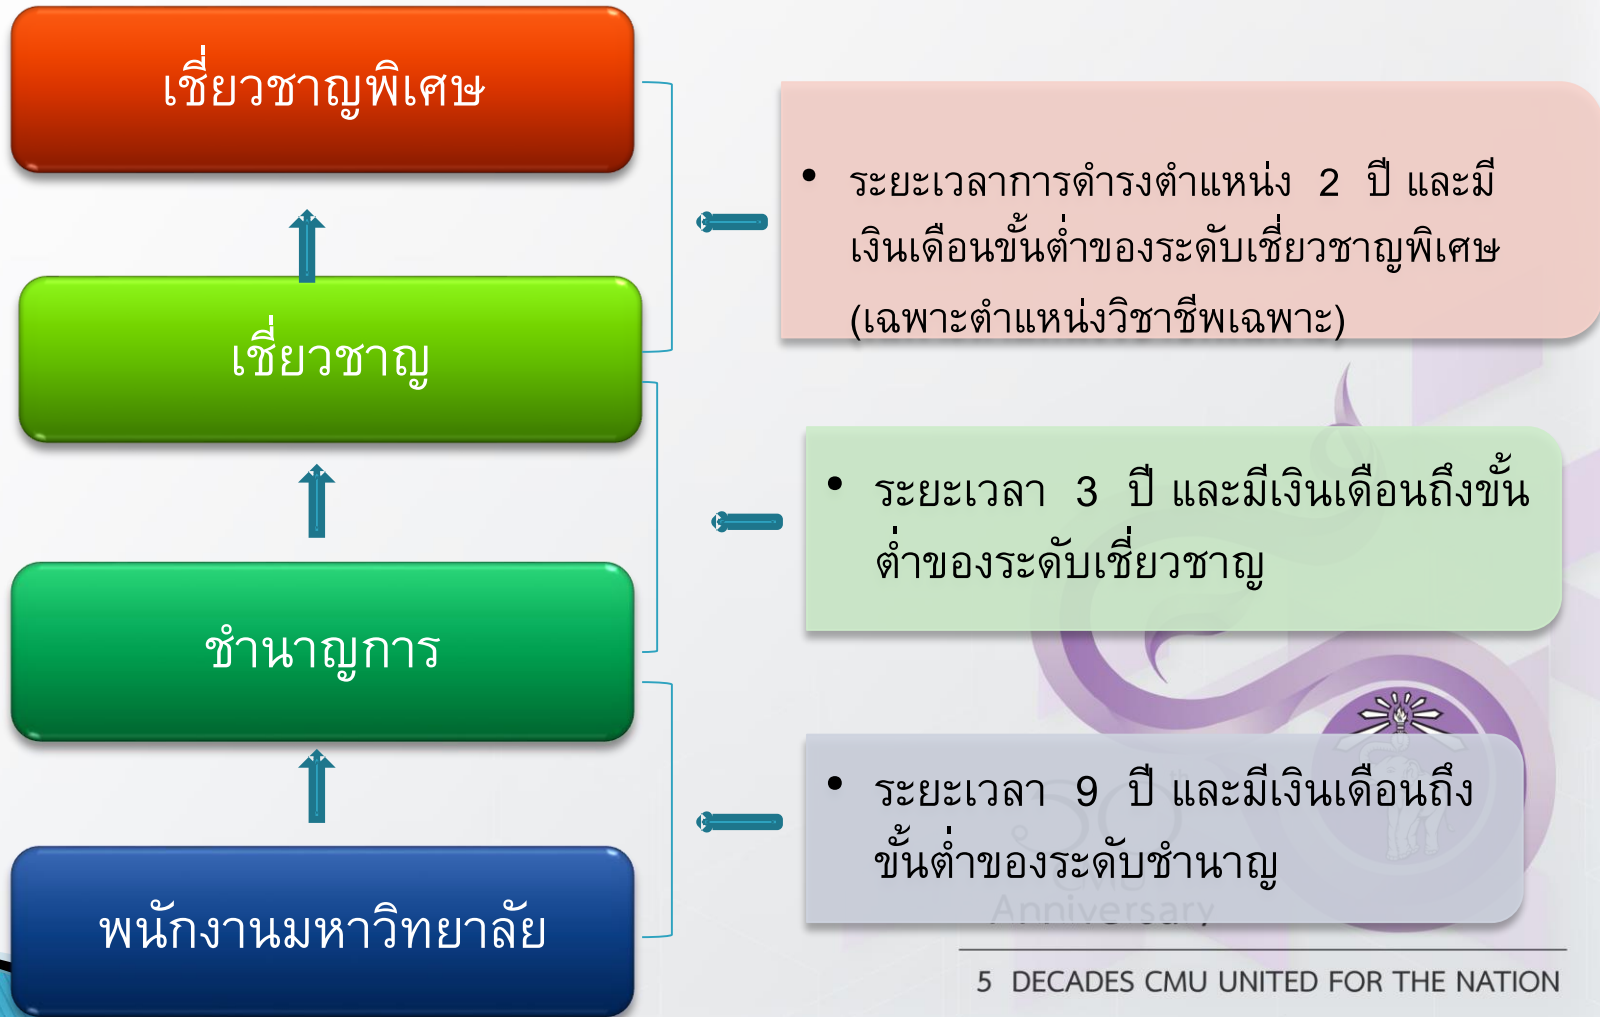 เชี่ยวชาญพิเศษ
• ระยะเวลาการดำรงตำแหน่ง 2 ปี และมี
เงินเดือนขั้นต่ำของระดับเชี่ยวชาญพิเศษ
(เฉพาะตำแหน่งวิชาชีพเฉพาะ)
เชี่ยวชาญ
• ระยะเวลา 3 ปี และมีเงินเดือนถึงขั้น
ต่ำของระดับเชี่ยวชาญ
ชำนาญการ
• ระยะเวลา 9 ปี และมีเงินเดือนถึง
ขั้นต่ำของระดับชำนาญ
พนักงานมหาวิทยาลัย
50th
CMU
Anniversary
5 DECADES CMU UNITED FOR THE NATION